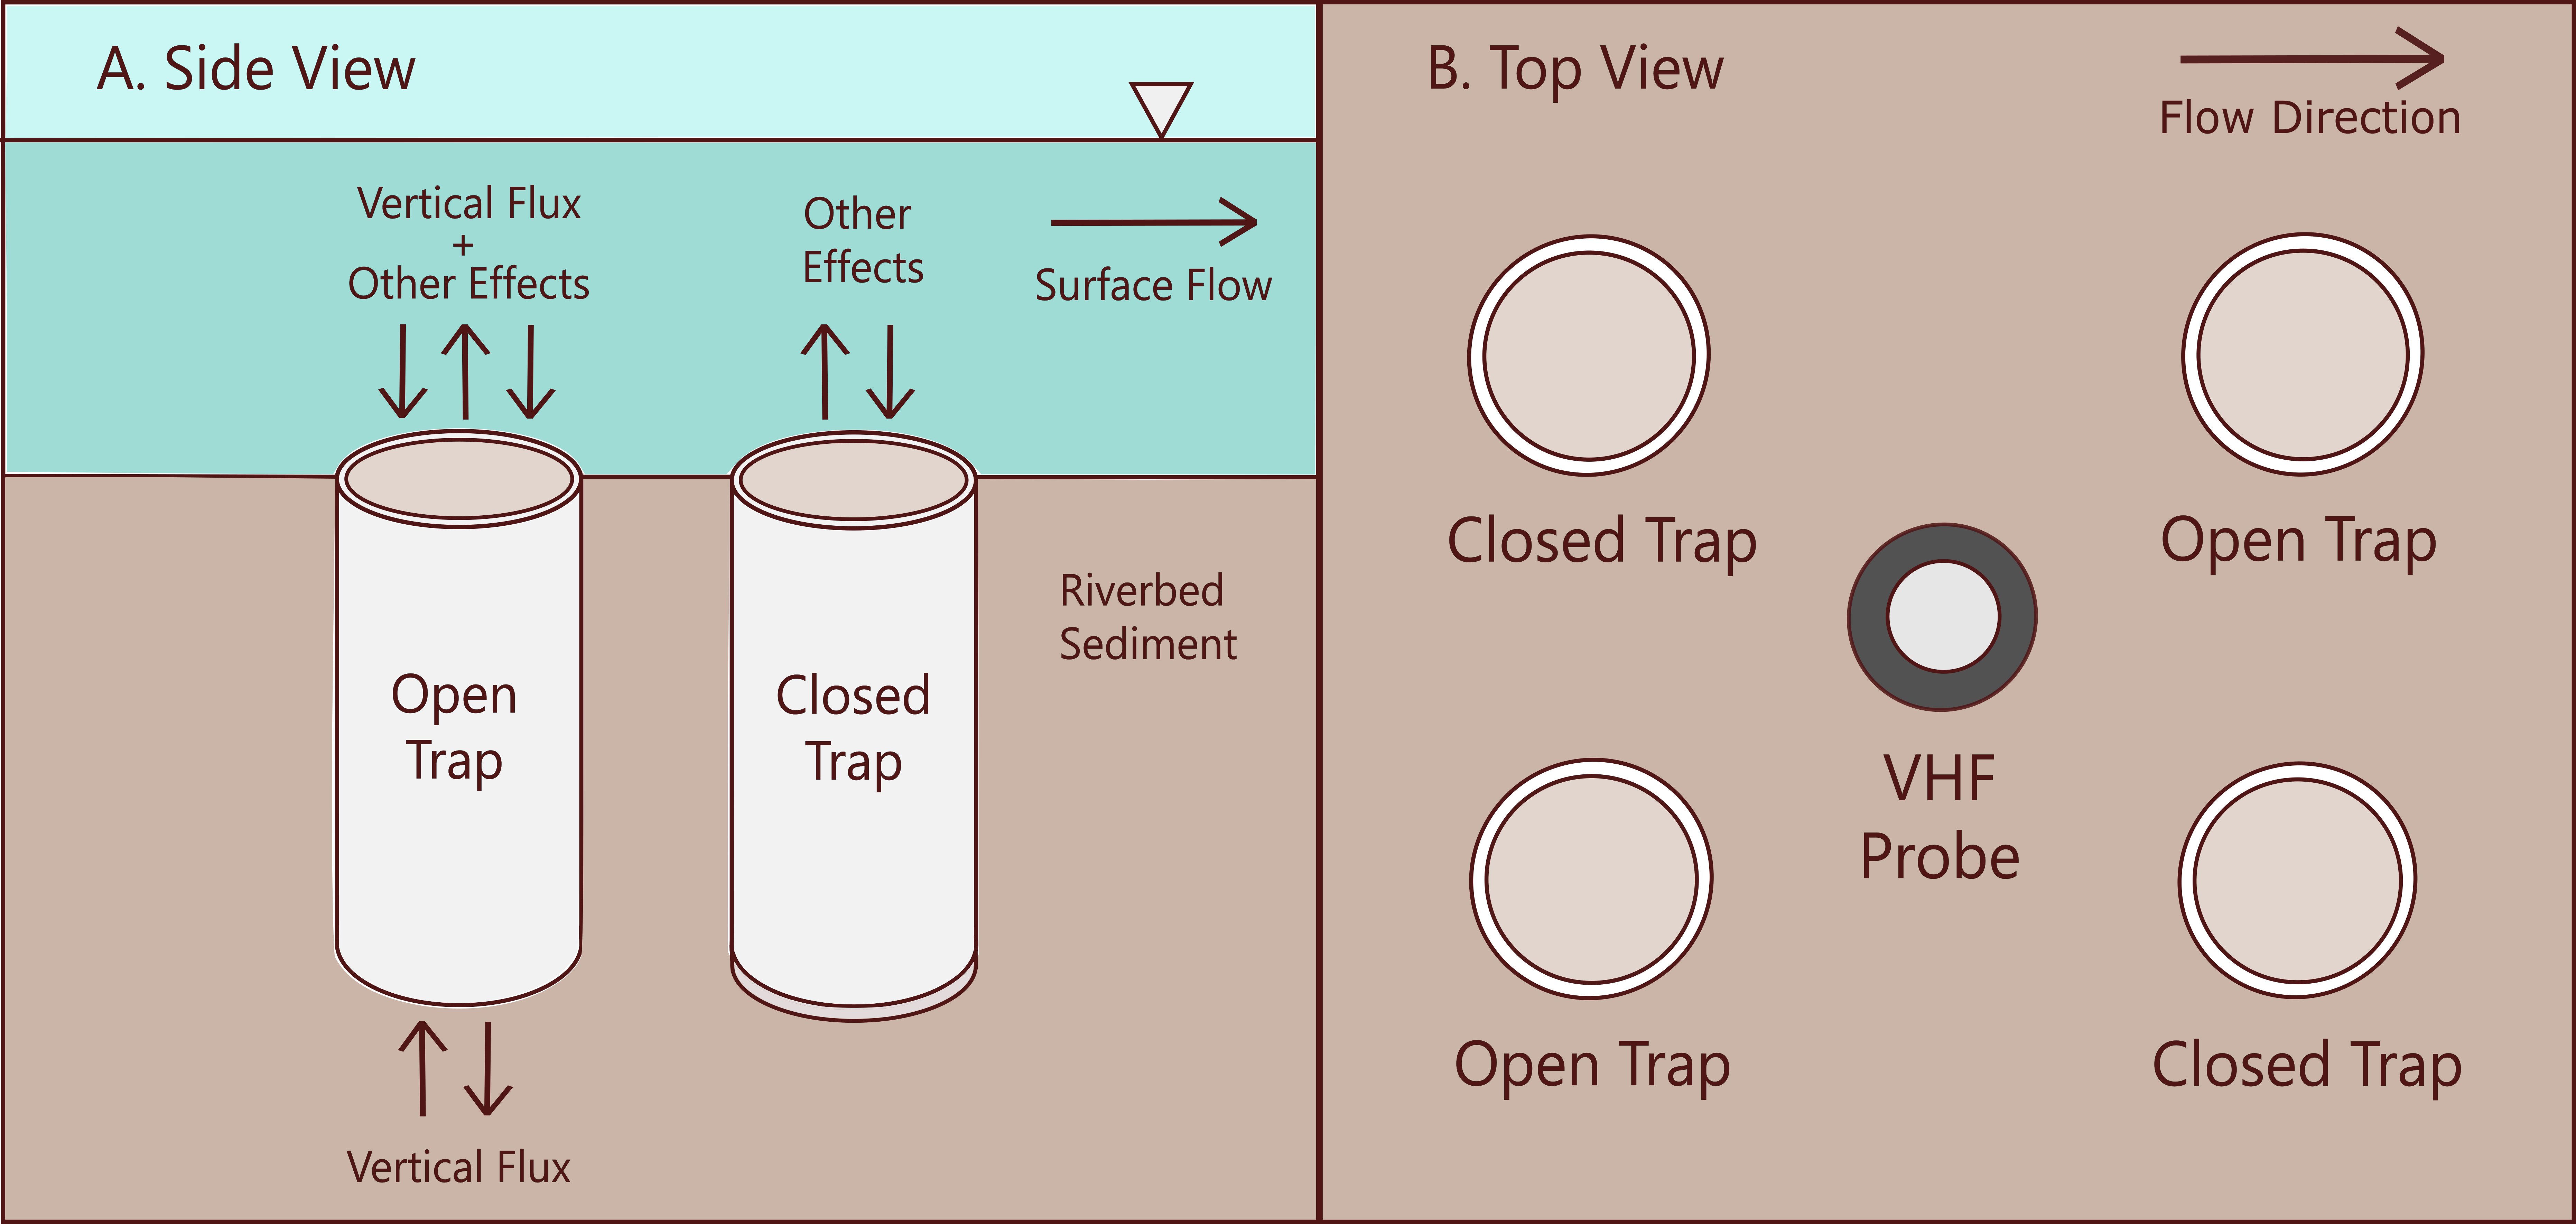 A. Side View
Vertical Flux
+
Other Effects
Other
Effects
Surface Flow
Open
Trap
Closed
Trap
Riverbed
Sediment
Vertical Flux
B. Top View
Flow Direction
Closed Trap
Open Trap
VHF
Probe
Open Trap
Closed Trap